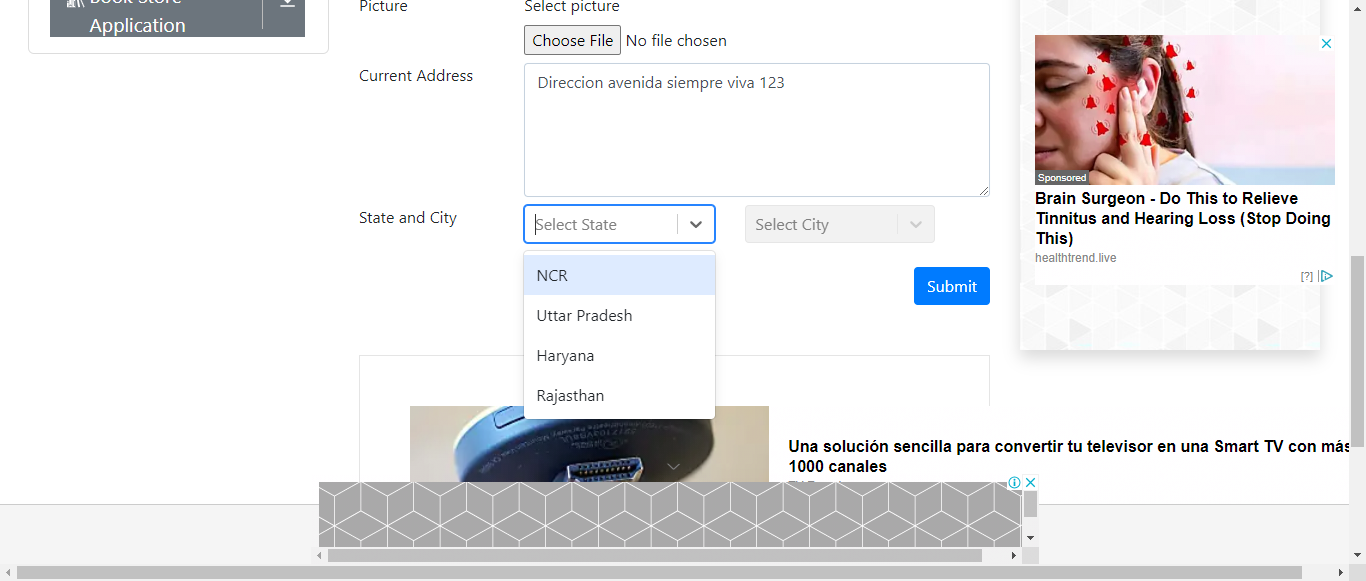 Book Store
Application
Picture
Select picture
Choose File No file chosen
Current Address
Direccion avenida siempre viva 123
State and City
Select State
Select City
NCR
Uttar Pradesh
Haryana
Rajasthan
Submit
Sponsored
Brain Surgeon - Do This to Relieve
Tinnitus and Hearing Loss (Stop Doing
This)
healthtrend.live
[?]
Una solución sencilla para convertir tu televisor en una Smart TV con más
1000 canales